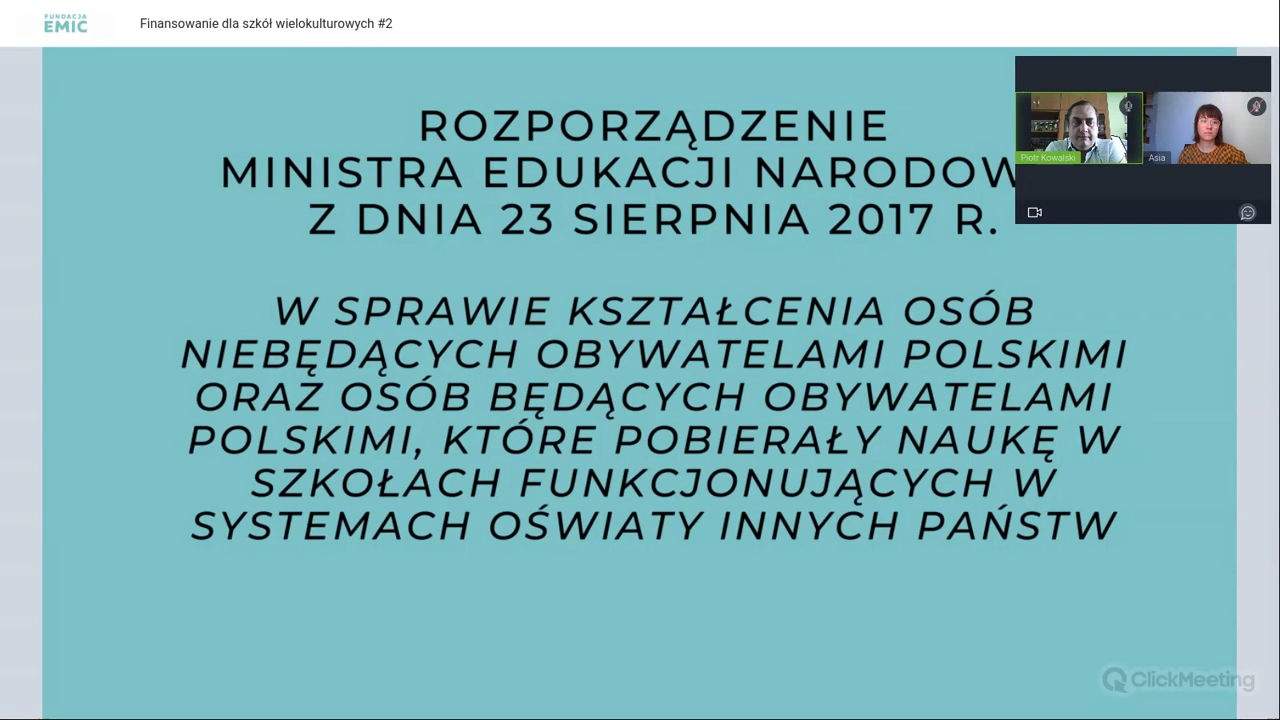 FUNDACJA
EMIC
Finansowanie dla szkół wielokulturowych #2
ROZPORZĄDZENIE
MINISTRA EDUKACJI NARODOW
Z DNIA 23 SIERPNIA 2017 R.
W SPRAWIE KSZTAŁCENIA OSÓB
NIEBĘDĄCYCH OBYWATELAMI POLSKIMI
ORAZ OSÓB BĘDĄCYCH OBYWATELAMI
POLSKIMI, KTÓRE POBIERAŁY NAUKĘ W
SZKOŁACH FUNKCJONUJĄCYCH W
SYSTEMACH OŚWIATY INNYCH PAŃSTW
Piotr Kowalski
Asia
ClickMeeting